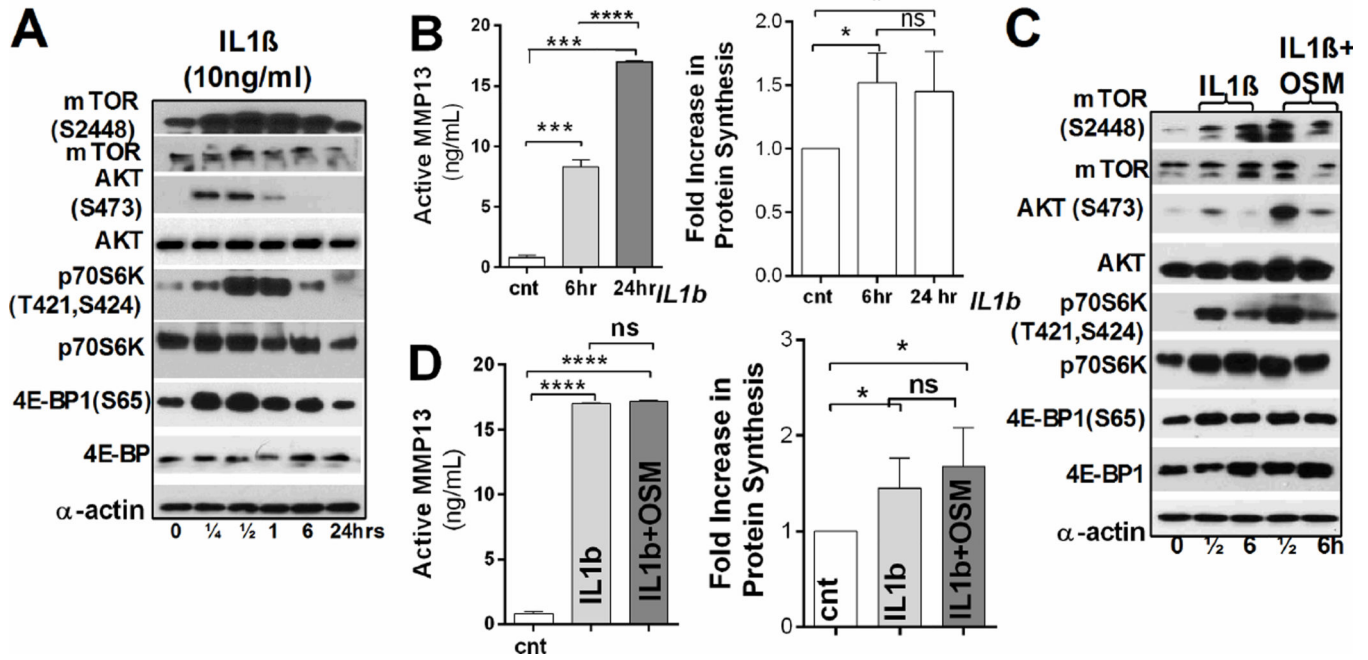 A
IL1ß
(10ng/ml)
mTOR
(S2448)
mTOR
AKT
(S473)
AKT
p70S6K
(T421,S424)
p70S6K
4E-BP1(S65)
4E-BP
α-actin
0 ¼ ½ 1 6 24hrs
B
Active MMP13
(ng/mL)
20
15
10
5
0
***
***
****
cnt 6hr 24hr IL1b
Fold Increase in
Protein Synthesis
2.0
1.5
1.0
0.5
0.0
*
ns
*
cnt 6hr 24 hr IL1b
C
IL1ß
IL1ß+
OSM
mTOR
(S2448)
mTOR
AKT (S473)
AKT
p70S6K
(T421,S424)
p70S6K
4E-BP1(S65)
4E-BP1
α-actin
0 ½ 6 ½ 6h
D
Active MMP13
(ng/mL)
20
15
10
5
0
ns
****
****
cnt
IL1b
IL1b+OSM
Fold Increase in
Protein Synthesis
3
2
1
0
*
*
ns
cnt
IL1b
IL1b+OSM